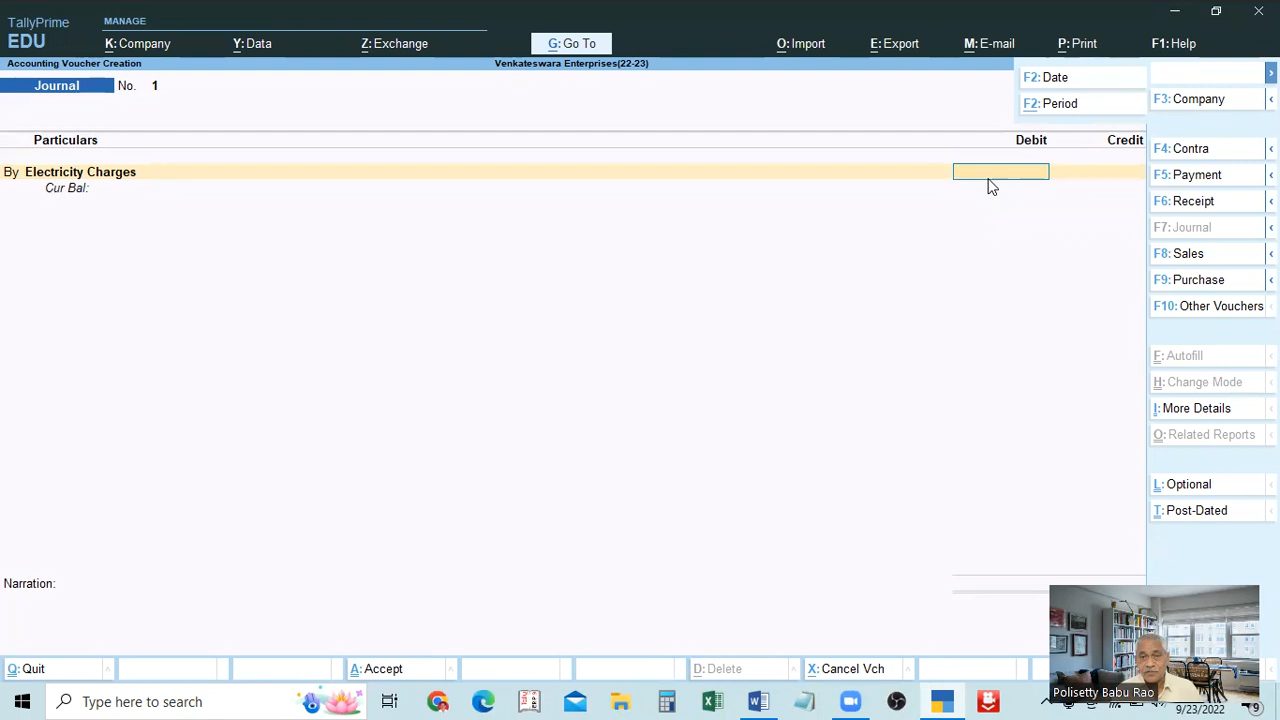 TallyPrime
EDU
MANAGE
K: Company
Y: Data
Z: Exchange
G: Go To
O: Import
E: Export
M: E-mail
P: Print
F1: Help
Accounting Voucher Creation
Venkateswara Enterprises(22-23)
Journal No. 1
Particulars Debit Credit
By Electricity Charges
Cur Bal:
Narration:
F2: Date
F2: Period
F3: Company
F4: Contra
F5: Payment
F6: Receipt
F7: Journal
F8: Sales
F9: Purchase
F10: Other Vouchers
F: Autofill
H: Change Mode
I: More Details
O: Related Reports
L: Optional
T: Post-Dated
Q: Quit
A: Accept
D: Delete
X: Cancel Vch
Polisetty Babu Rao
Type here to search
9/23/2022
9